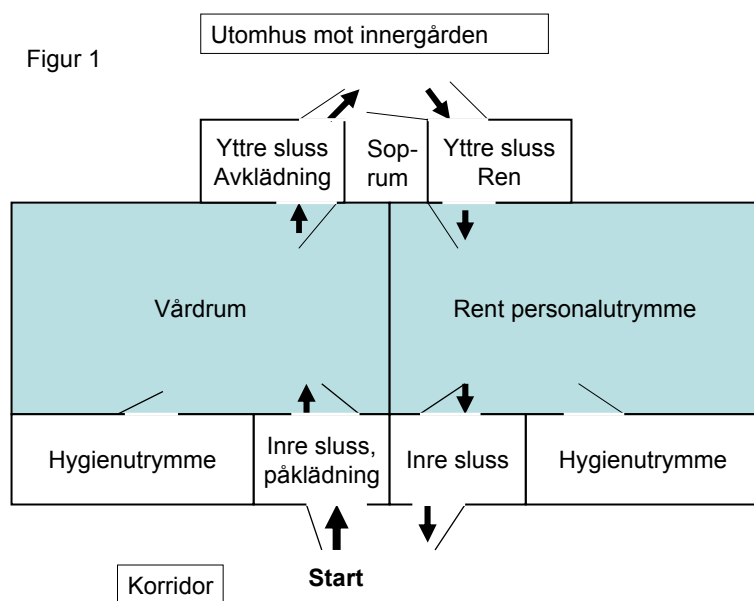 Utomhus mot innergården
Figur 1
Yttre sluss
Avklädning
Sop-
rum
Yttre sluss
Ren
Vårdrum
Rent personalutrymme
Hygienutrymme
Inre sluss,
påklädning
Inre sluss
Hygienutrymme
Start
Korridor